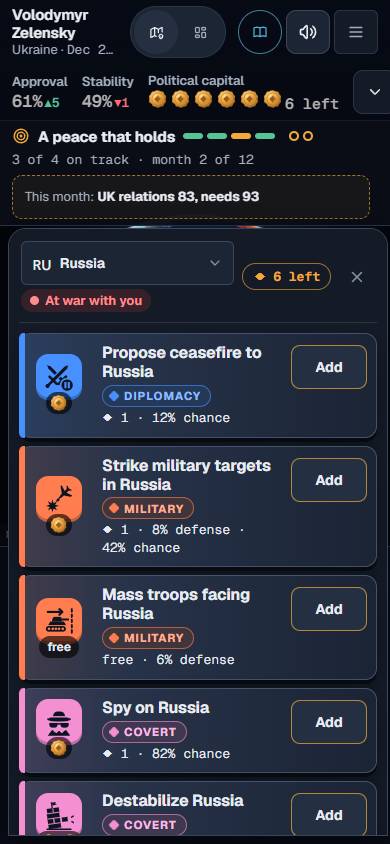 Volodymyr
Zelensky
Ukraine · Dec 2…
Approval
61%▲5
Stability
49%▼1
Political capital
6 left
A peace that holds
3 of 4 on track · month 2 of 12
This month: UK relations 83, needs 93
RU Russia
6 left
At war with you
Propose ceasefire to
Russia
DIPLOMACY
1 · 12% chance
Add
Strike military targets
in Russia
MILITARY
1 · 8% defense ·
42% chance
Add
Mass troops facing
Russia
MILITARY
free · 6% defense
free
Add
Spy on Russia
COVERT
1 · 82% chance
Add
Destabilize Russia
COVERT
Add